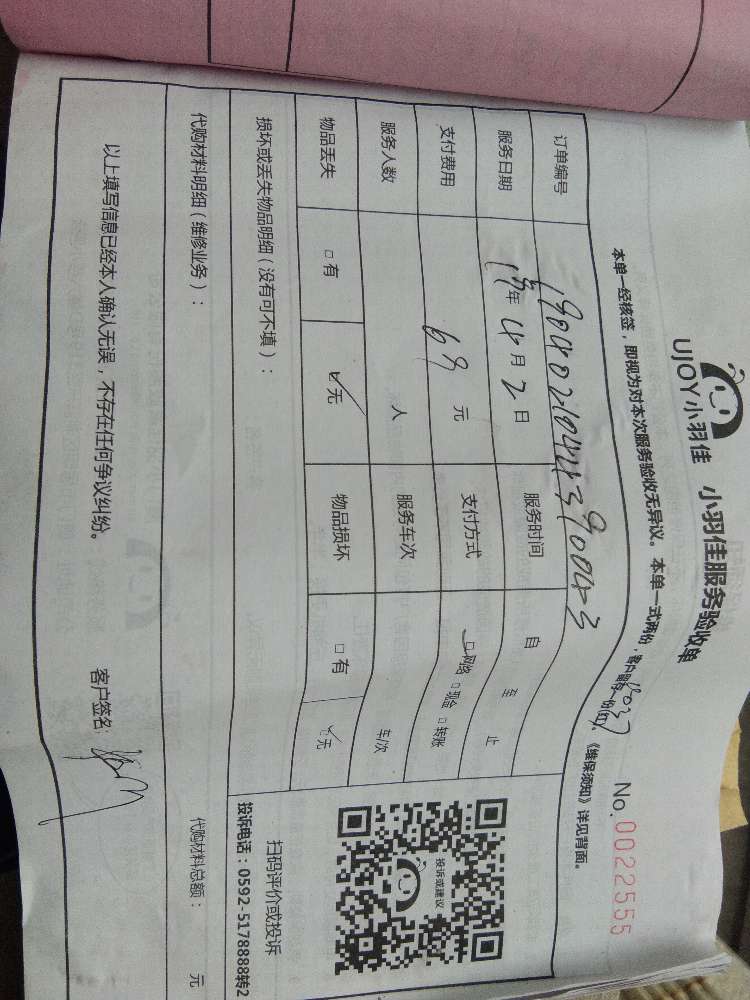 UJOY小羽佳 小羽佳服务验收单
No. 0022555
本单一经核签，即视为对本次服务验收无异议。本单一式两份，客户留存一份(红)。《维保须知》详见背面。
订单编号
服务日期 19年 4月 2日 服务时间 自 至 止
支付费用 69 元 支付方式 □网络 □现金 □转账
服务人数 人 服务车次 车/次
物品丢失 □有 ☑无 物品损坏 □有 ☑无
损坏或丢失物品明细（没有可不填）：
投诉或建议
扫码评价或投诉
投诉电话：0592-5178888转2
代购材料明细（维修业务）： 代购材料总额： 元
以上填写信息已经本人确认无误，不存在任何争议纠纷。 客户签名: